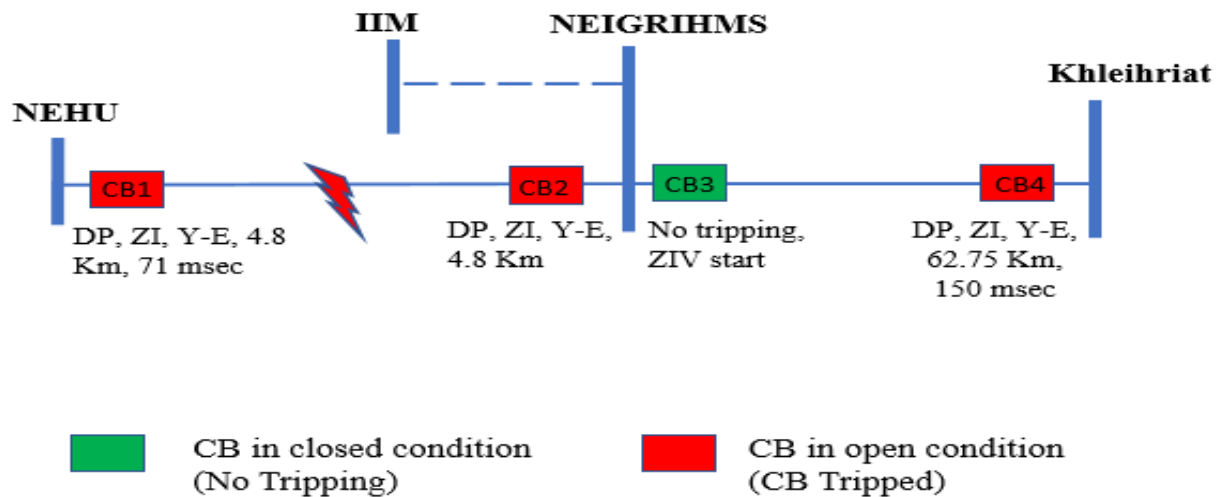 IIM
NEIGRIHMS
Khleihriat
NEHU
CB1
CB2
CB3
CB4
DP, ZI, Y-E, 4.8
Km, 71 msec
DP, ZI, Y-E,
4.8 Km
No tripping,
ZIV start
DP, ZI, Y-E,
62.75 Km,
150 msec
CB in closed condition
(No Tripping)
CB in open condition
(CB Tripped)